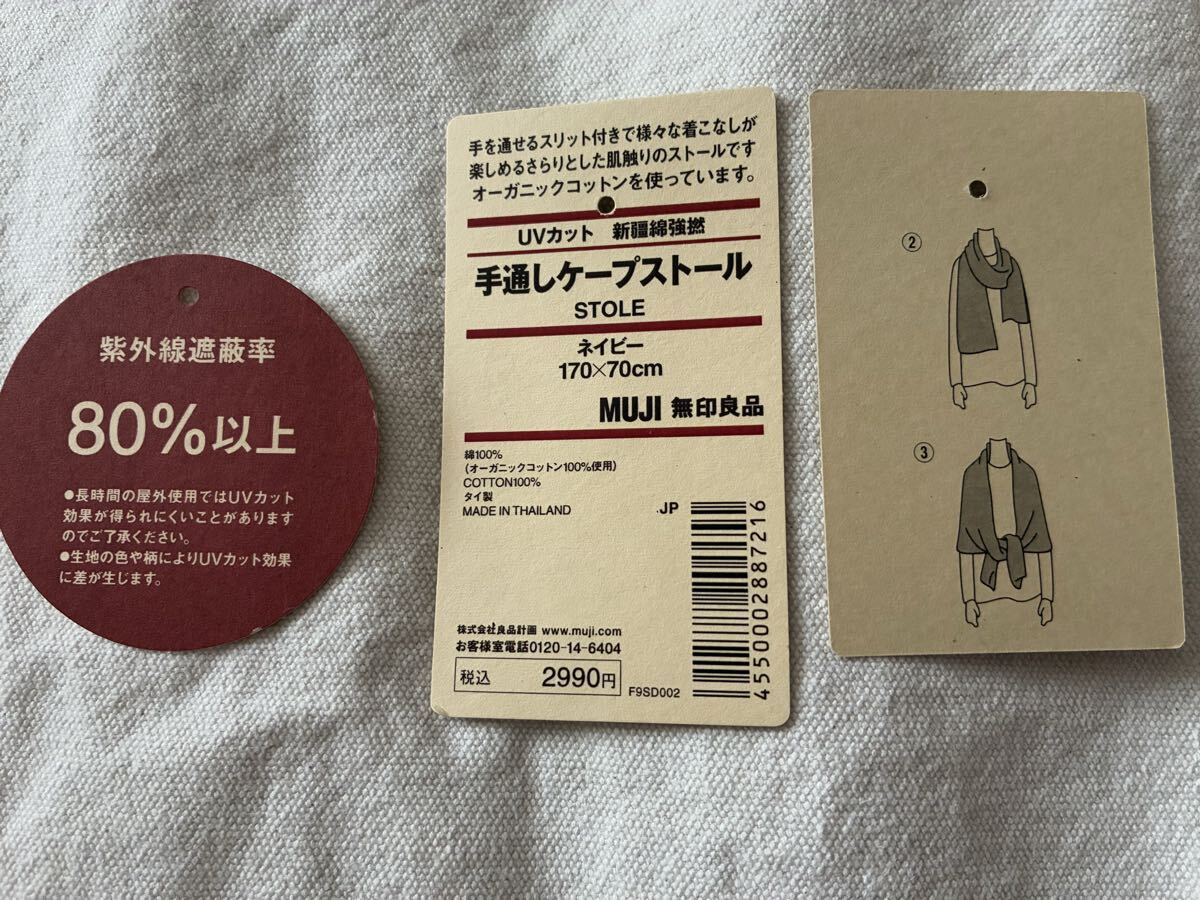 紫外線遮蔽率
80%以上
●長時間の屋外使用ではUVカット
効果が得られにくいことがあります
のでご了承ください。
●生地の色や柄によりUVカット効果
に差が生じます。
手を通せるスリット付きで様々な着こなしが
楽しめるさらりとした肌触りのストールです
オーガニックコットンを使っています。
UVカット 新疆綿強撚
手通しケープストール
STOLE
ネイビー
170×70cm
MUJI 無印良品
綿100%
(オーガニックコットン100%使用)
COTTON100%
タイ製
MADE IN THAILAND
.JP
4550002887216
株式会社良品計画 www.muji.com
お客様室電話0120-14-6404
税込 2990円
F9SD002
②
③